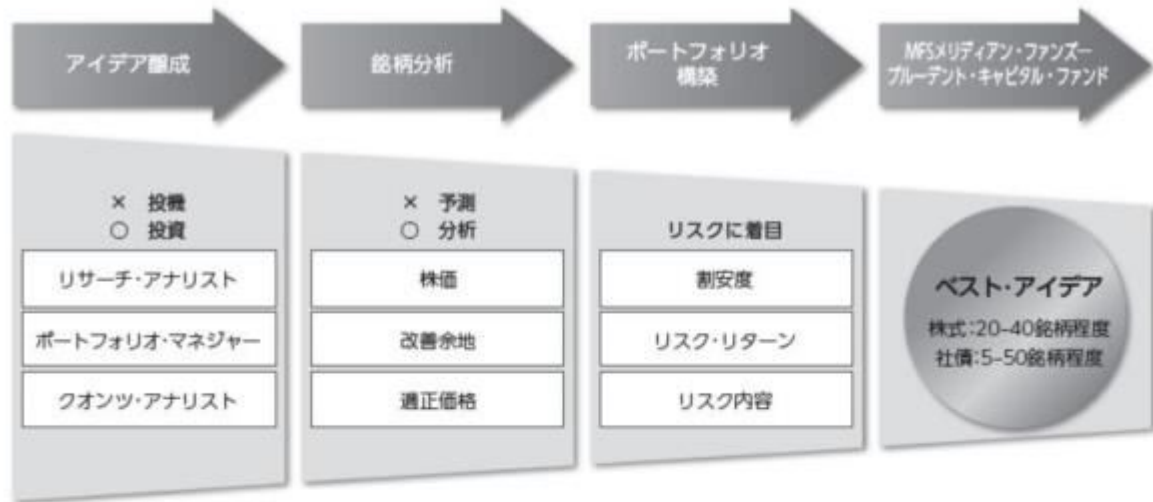 アイデア醸成
銘柄分析
ポートフォリオ
構築
MFSメリディアン・ファンズー
プルーデント・キャピタル・ファンド
× 投機
○ 投資
リサーチ・アナリスト
ポートフォリオ・マネジャー
クオンツ・アナリスト
× 予測
○ 分析
株価
改善余地
適正価格
リスクに着目
割安度
リスク・リターン
リスク内容
ベスト・アイデア
株式:20–40銘柄程度
社債:5–50銘柄程度